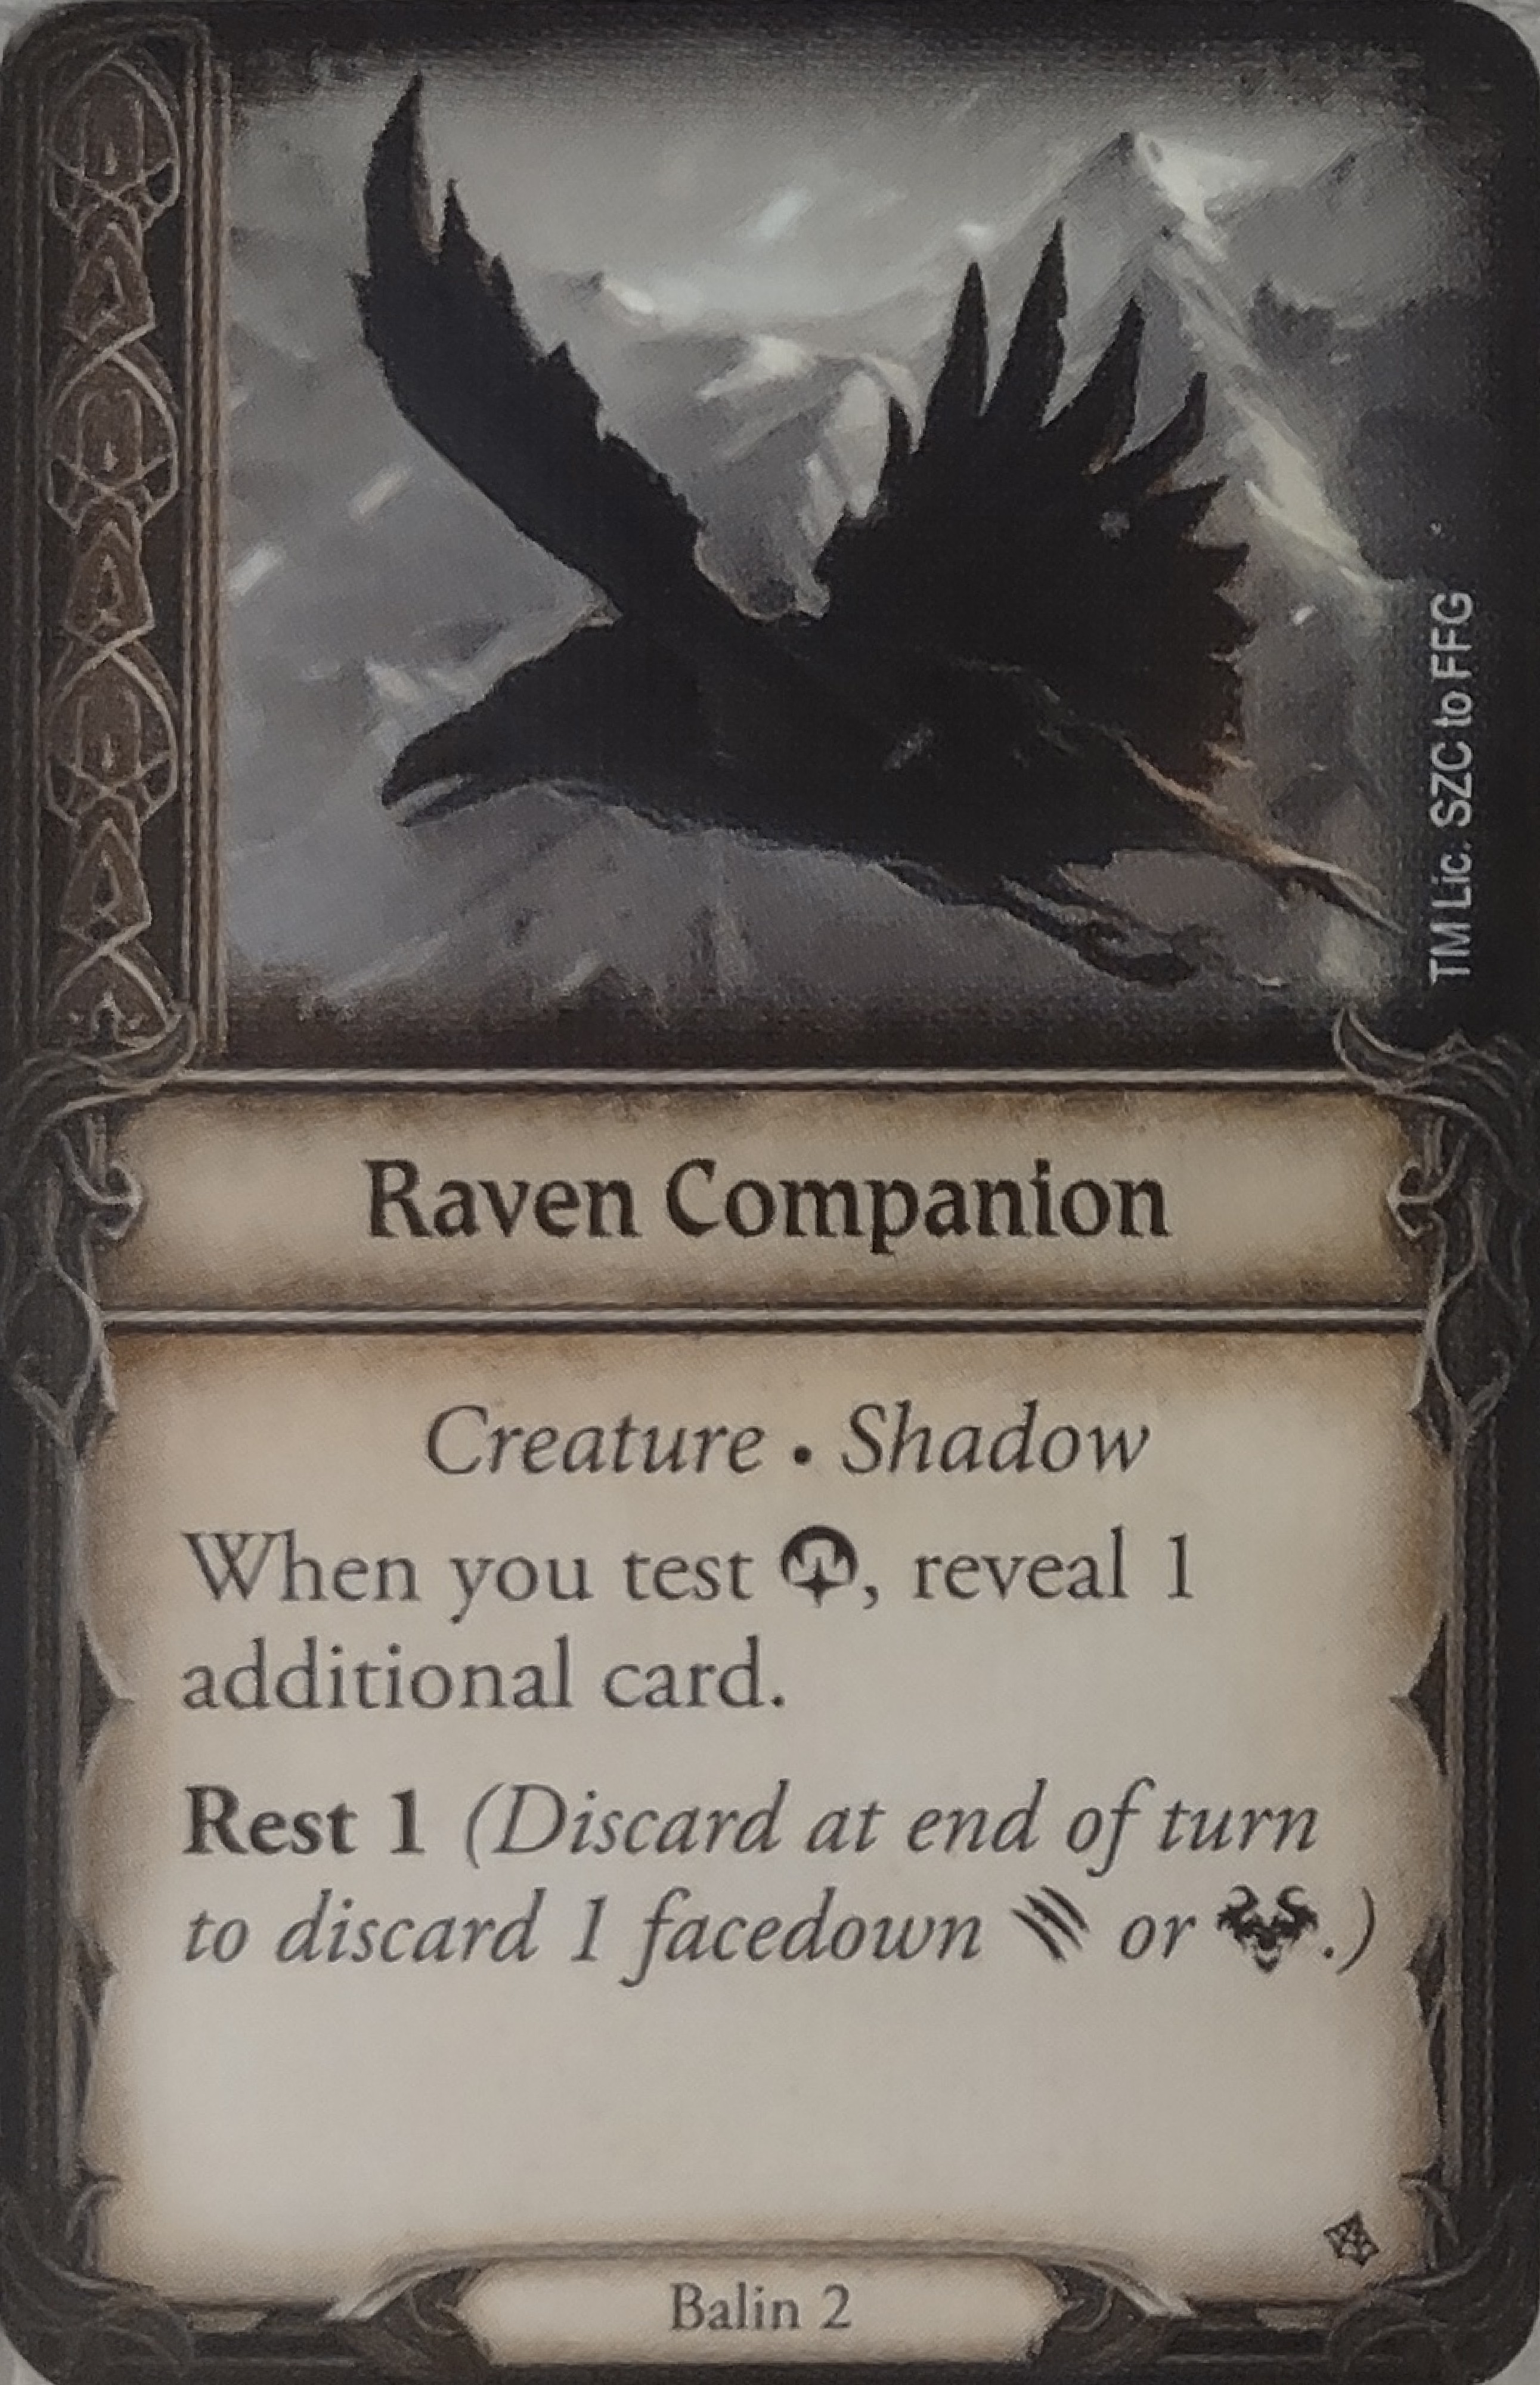 TM Lic. SZC to FFG
Raven Companion
Creature • Shadow
When you test , reveal 1
additional card.
Rest 1 (Discard at end of turn
to discard 1 facedown or .)
Balin 2